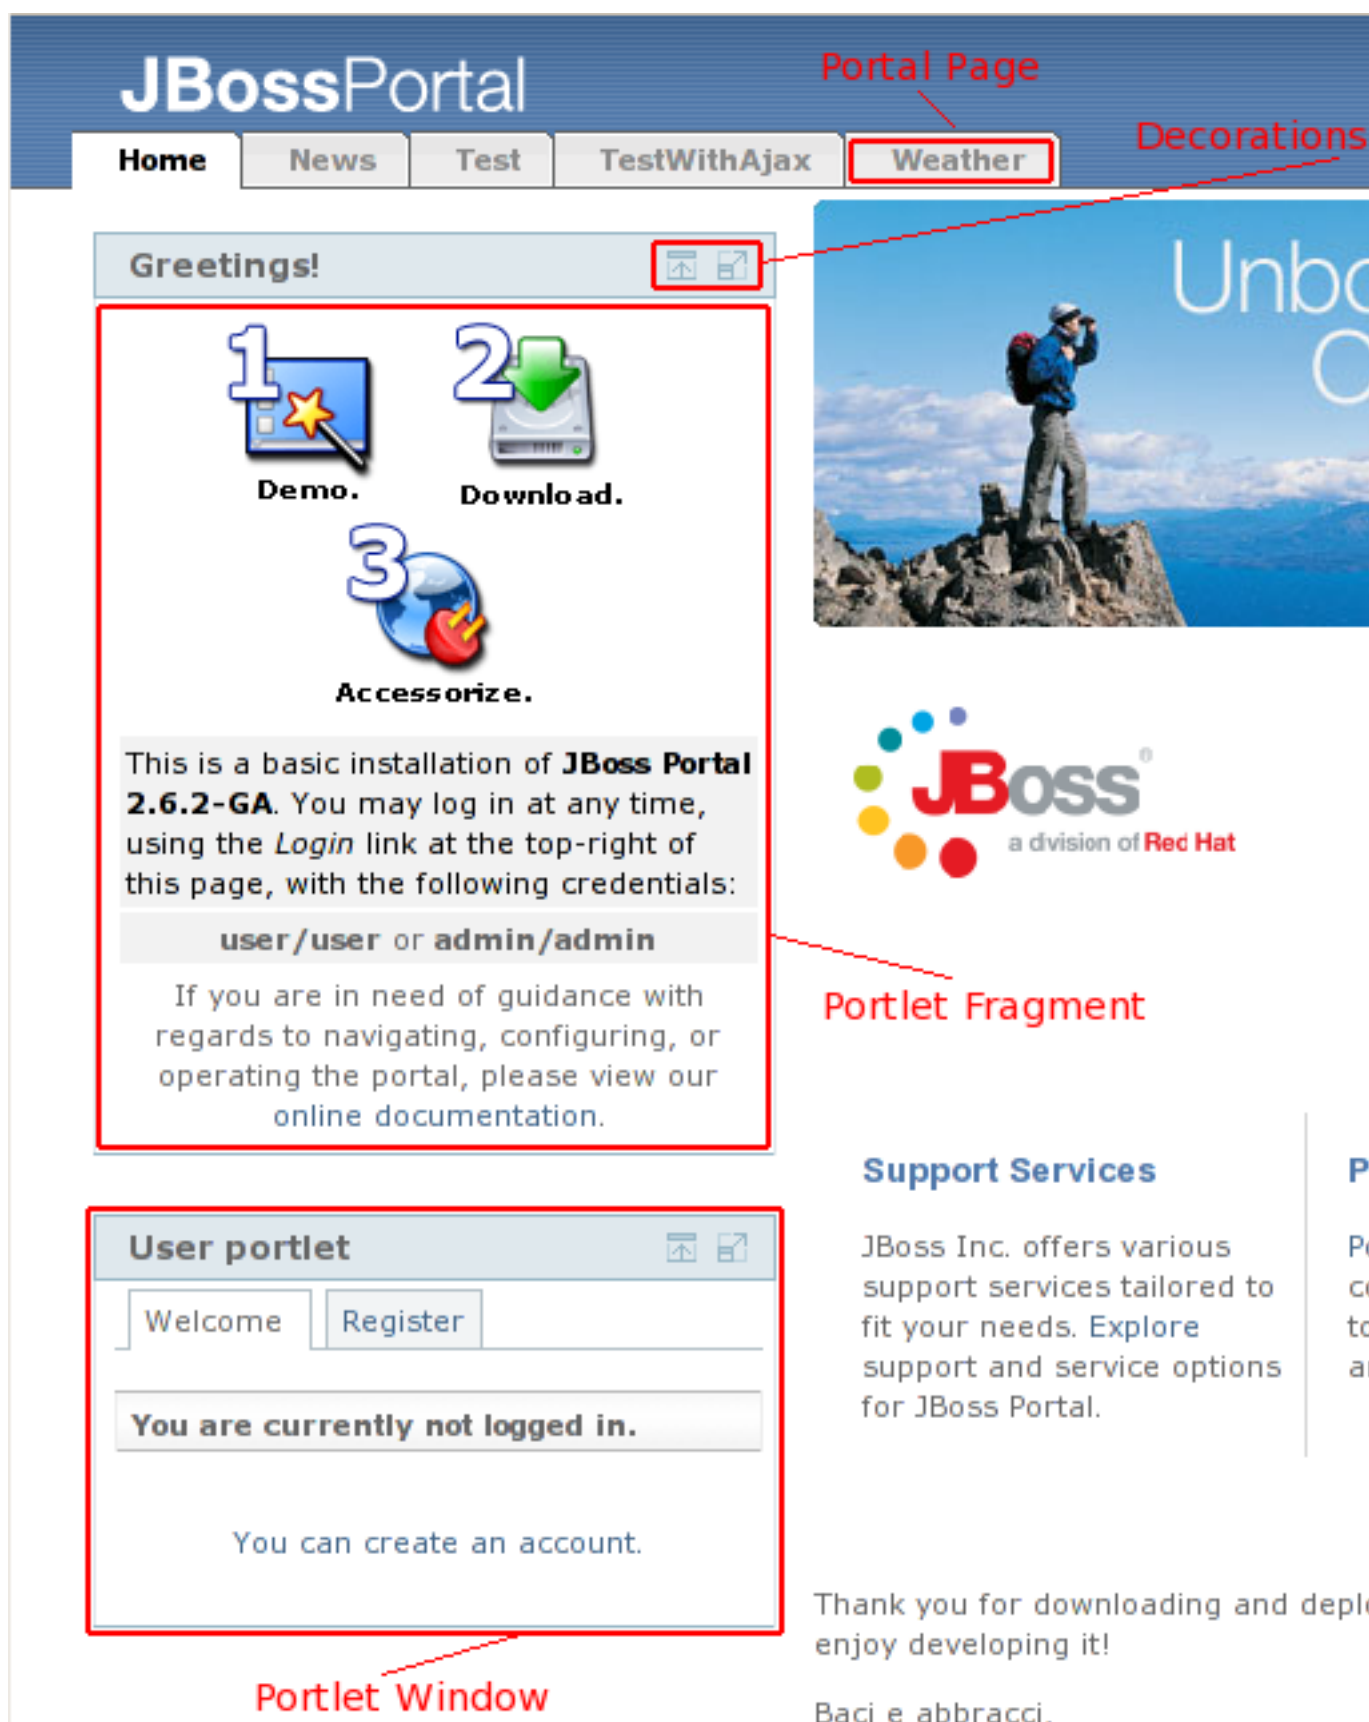 JBossPortal
Portal Page
Decorations
Home
News
Test
TestWithAjax
Weather
Greetings!
1
2
Demo.
Download.
3
Accessorize.
This is a basic installation of JBoss Portal
2.6.2-GA. You may log in at any time,
using the Login link at the top-right of
this page, with the following credentials:
user/user or admin/admin
If you are in need of guidance with
regards to navigating, configuring, or
operating the portal, please view our
online documentation.
User portlet
Welcome
Register
You are currently not logged in.
You can create an account.
Portlet Window
JBoss
a division of Red Hat
Portlet Fragment
Support Services
JBoss Inc. offers various
support services tailored to
fit your needs. Explore
support and service options
for JBoss Portal.
Thank you for downloading and
enjoy developing it!
Baci e abbracci.